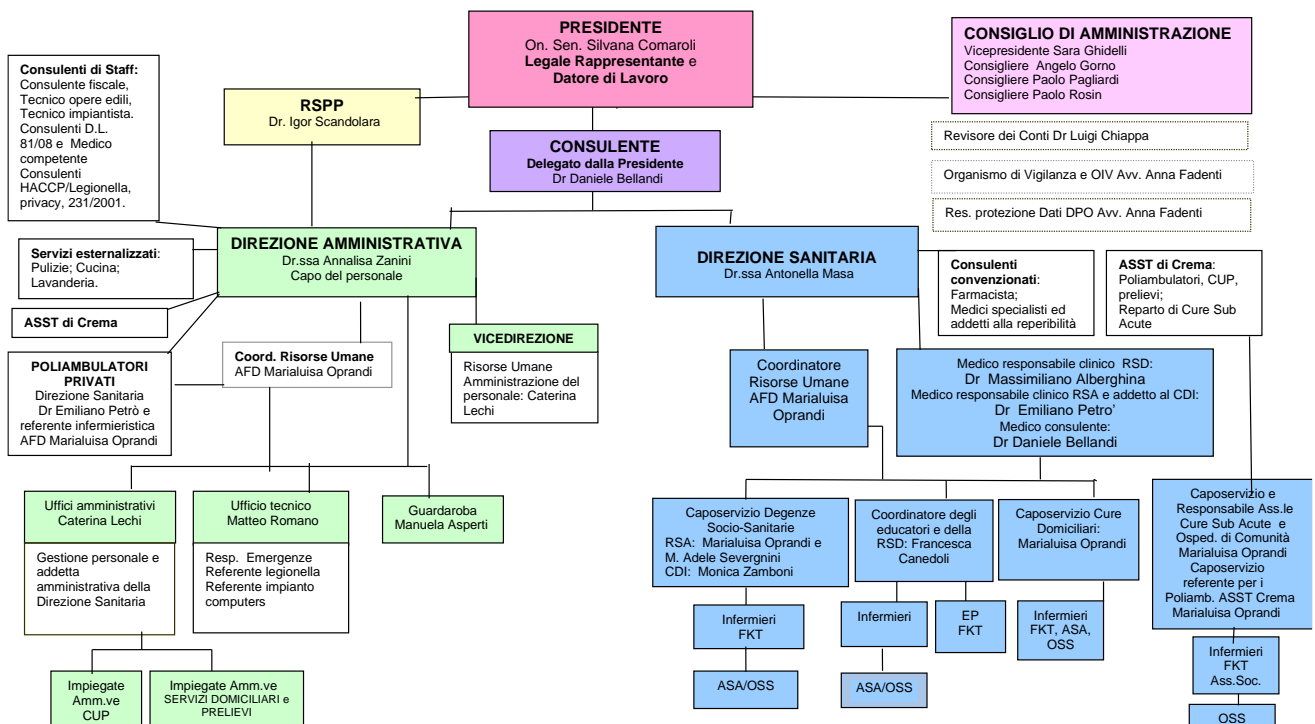 PRESIDENTE
On. Sen. Silvana Comaroli
Legale Rappresentante e
Datore di Lavoro
CONSIGLIO DI AMMINISTRAZIONE
Vicepresidente Sara Ghidelli
Consigliere Angelo Gorno
Consigliere Paolo Pagliardi
Consigliere Paolo Rosin
Consulenti di Staff:
Consulente fiscale,
Tecnico opere edili,
Tecnico impiantista.
Consulenti D.L.
81/08 e Medico
competente
Consulenti
HACCP/Legionella,
privacy, 231/2001.
RSPP
Dr. Igor Scandolara
CONSULENTE
Delegato dalla Presidente
Dr Daniele Bellandi
Revisore dei Conti Dr Luigi Chiappa
Organismo di Vigilanza e OIV Avv. Anna Fadenti
Res. protezione Dati DPO Avv. Anna Fadenti
Servizi esternalizzati:
Pulizie; Cucina;
Lavanderia.
DIREZIONE AMMINISTRATIVA
Dr.ssa Annalisa Zanini
Capo del personale
DIREZIONE SANITARIA
Dr.ssa Antonella Masa
Consulenti
convenzionati:
Farmacista;
Medici specialisti ed
addetti alla reperibilità
ASST di Crema:
Poliambulatori, CUP,
prelievi;
Reparto di Cure Sub
Acute
ASST di Crema
POLIAMBULATORI
PRIVATI
Direzione Sanitaria
Dr Emiliano Petrò e
referente infermieristica
AFD Marialuisa Oprandi
Coord. Risorse Umane
AFD Marialuisa Oprandi
VICEDIREZIONE
Risorse Umane
Amministrazione del
personale: Caterina
Lechi
Coordinatore
Risorse Umane
AFD Marialuisa
Oprandi
Medico responsabile clinico RSD:
Dr Massimiliano Alberghina
Medico responsabile clinico RSA e addetto al CDI:
Dr Emiliano Petro'
Medico consulente:
Dr Daniele Bellandi
Uffici amministrativi
Caterina Lechi
Gestione personale e
addetta
amministrativa della
Direzione Sanitaria
Ufficio tecnico
Matteo Romano
Resp. Emergenze
Referente legionella
Referente impianto
computers
Guardaroba
Manuela Asperti
Caposervizio Degenze
Socio-Sanitarie
RSA: Marialuisa Oprandi e
M. Adele Severgnini
CDI: Monica Zamboni
Coordinatore degli
educatori e della
RSD: Francesca
Canedoli
Caposervizio Cure
Domiciliari:
Marialuisa Oprandi
Caposervizio e
Responsabile Ass.le
Cure Sub Acute e
Osped. di Comunità
Marialuisa Oprandi
Caposervizio
referente per i
Poliamb. ASST Crema
Marialuisa Oprandi
Infermieri
FKT
Infermieri
EP
FKT
Infermieri
FKT, ASA,
OSS
Infermieri
FKT
Ass.Soc.
Impiegate
Amm.ve
CUP
Impiegate Amm.ve
SERVIZI DOMICILIARI e
PRELIEVI
ASA/OSS
ASA/OSS
OSS